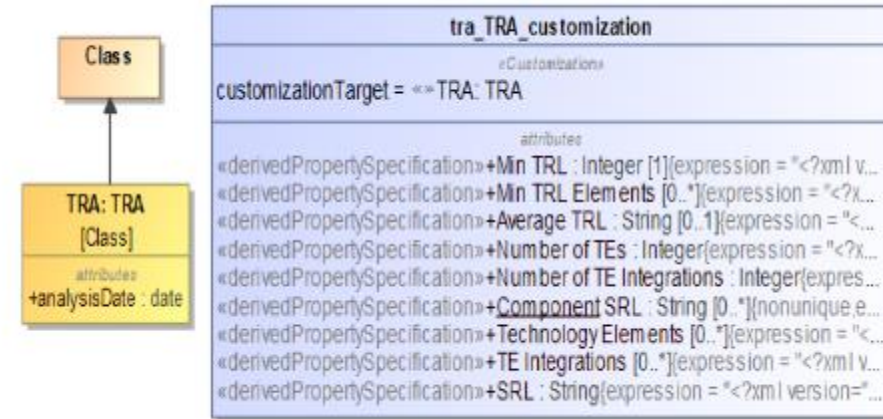 Class
TRA: TRA
[Class]
attributes
+analysisDate : date
tra_TRA_customization
«Customization»
customizationTarget = «»TRA: TRA
attributes
«derivedPropertySpecification»+Min TRL : Integer [1]{expression = "<?xml v...
«derivedPropertySpecification»+Min TRL Elements [0..*]{expression = "<?x...
«derivedPropertySpecification»+Average TRL : String [0..1]{expression = "<...
«derivedPropertySpecification»+Number of TEs : Integer{expression = "<?x...
«derivedPropertySpecification»+Number of TE Integrations : Integer{expres...
«derivedPropertySpecification»+Component SRL : String [0..*]{nonunique,e...
«derivedPropertySpecification»+Technology Elements [0..*]{expression = "<...
«derivedPropertySpecification»+TE Integrations [0..*]{expression = "<?xml v...
«derivedPropertySpecification»+SRL : String{expression = "<?xml version="...